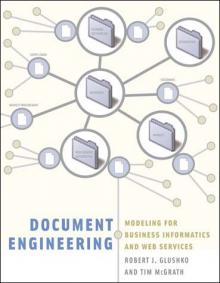 DOCUMENT
ENGINEERING
MODELING FOR
BUSINESS INFORMATICS
AND WEB SERVICES
ROBERT J. GLUSHKO
AND TIM MCGRATH